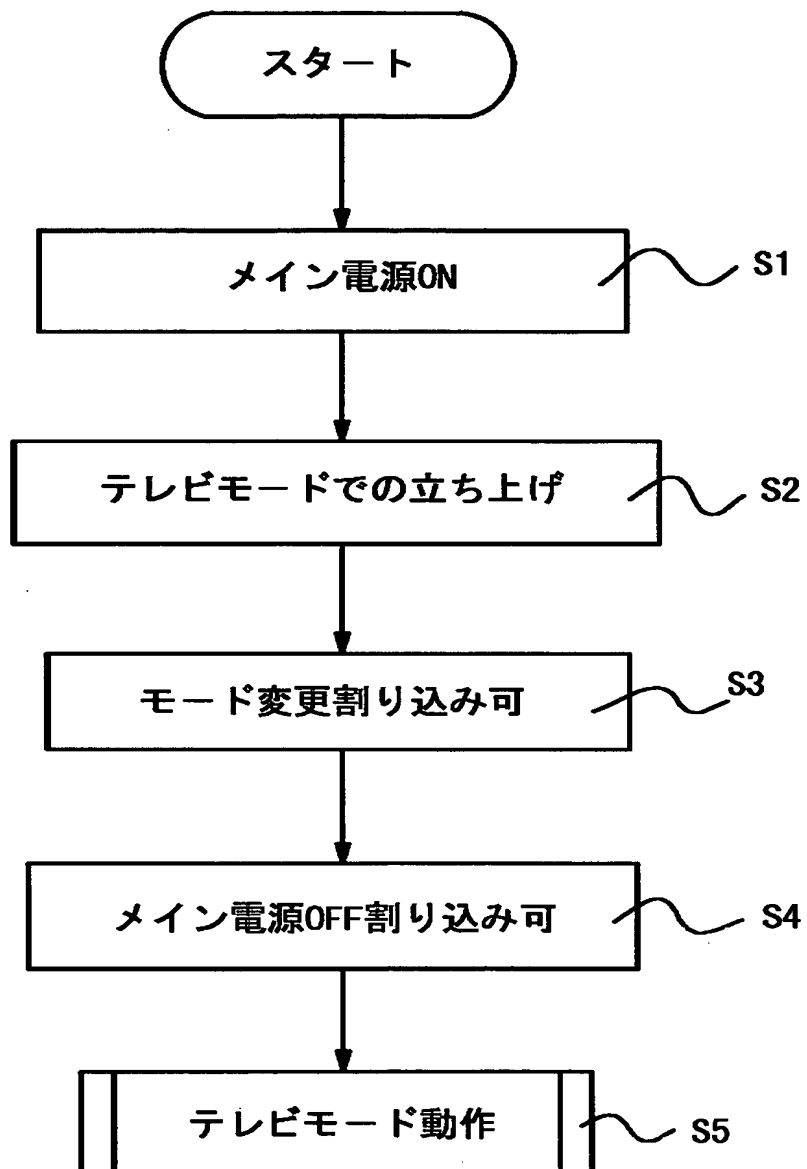 スタート
メイン電源ON
S1
テレビモードでの立ち上げ
S2
モード変更割り込み可
S3
メイン電源OFF割り込み可
S4
テレビモード動作
S5